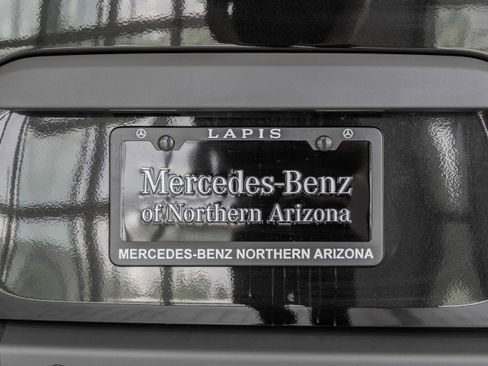 LAPIS
Mercedes-Benz
of Northern Arizona
MERCEDES-BENZ NORTHERN ARIZONA